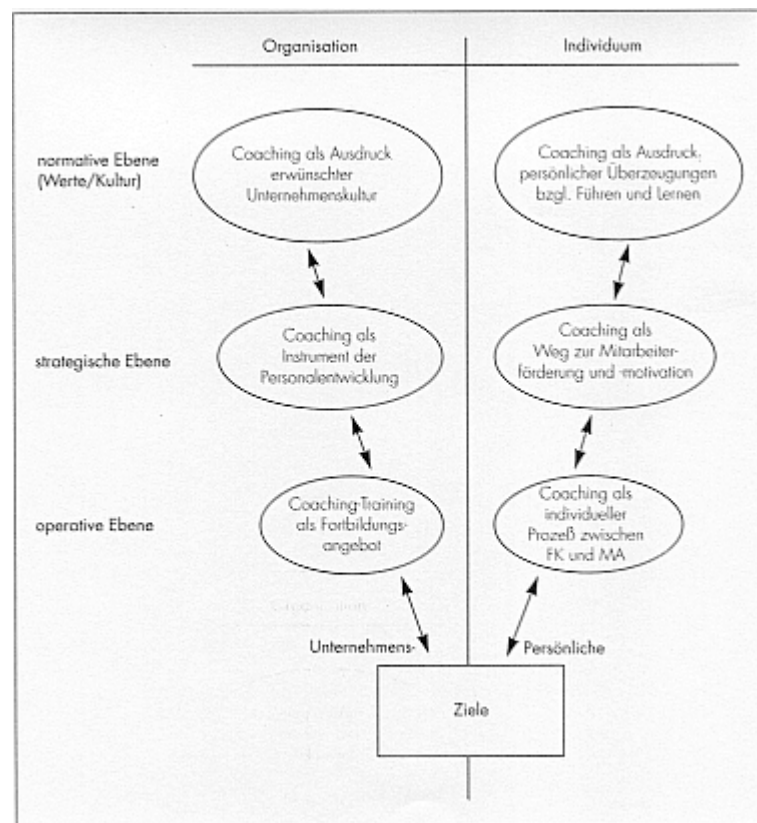 Organisation
Individuum
normative Ebene
(Werte/Kultur)
Coaching als Ausdruck
erwünschter
Unternehmenskultur
Coaching als Ausdruck,
persönlicher Überzeugungen
bzgl. Führen und Lernen
strategische Ebene
Coaching als
Instrument der
Personalentwicklung
Coaching als
Weg zur Mitarbeiter-
förderung und -motivation
operative Ebene
Coaching-Training
als Fortbildungs-
angebot
Coaching als
individueller
Prozeß zwischen
FK und MA
Unternehmens-
Persönliche
Ziele